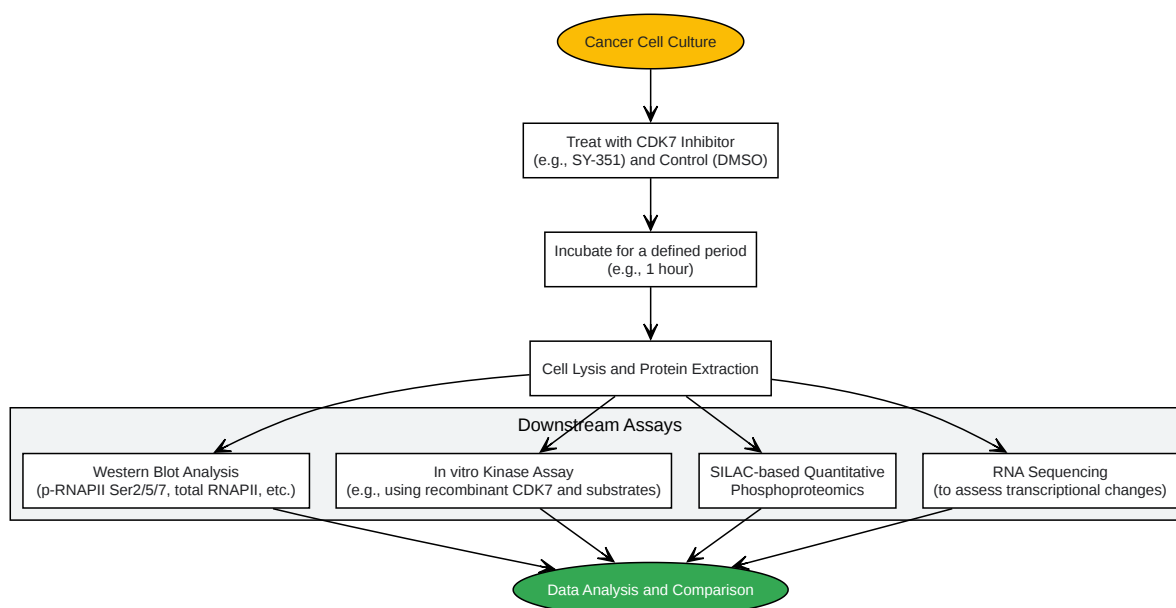 Cancer Cell Culture
Treat with CDK7 Inhibitor
(e.g., SY-351) and Control (DMSO)
Incubate for a defined period
(e.g., 1 hour)
Cell Lysis and Protein Extraction
Downstream Assays
Western Blot Analysis
(p-RNAPII Ser2/5/7, total RNAPII, etc.)
In vitro Kinase Assay
(e.g., using recombinant CDK7 and substrates)
SILAC-based Quantitative
Phosphoproteomics
RNA Sequencing
(to assess transcriptional changes)
Data Analysis and Comparison